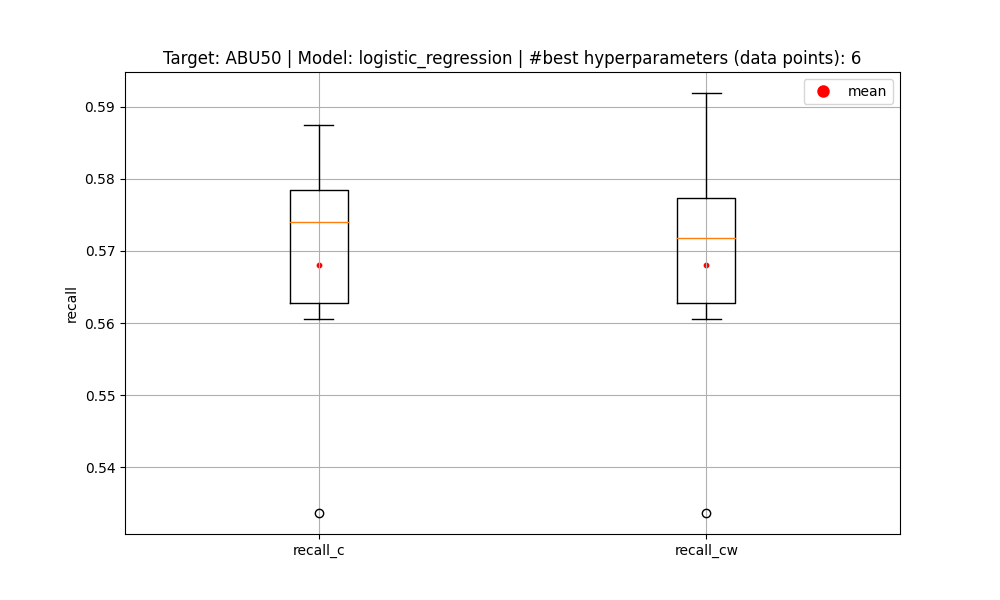 Target: ABU50 | Model: logistic_regression | #best hyperparameters (data points): 6
mean
0.59
0.58
0.57
0.56
0.55
0.54
recall
recall_c
recall_cw